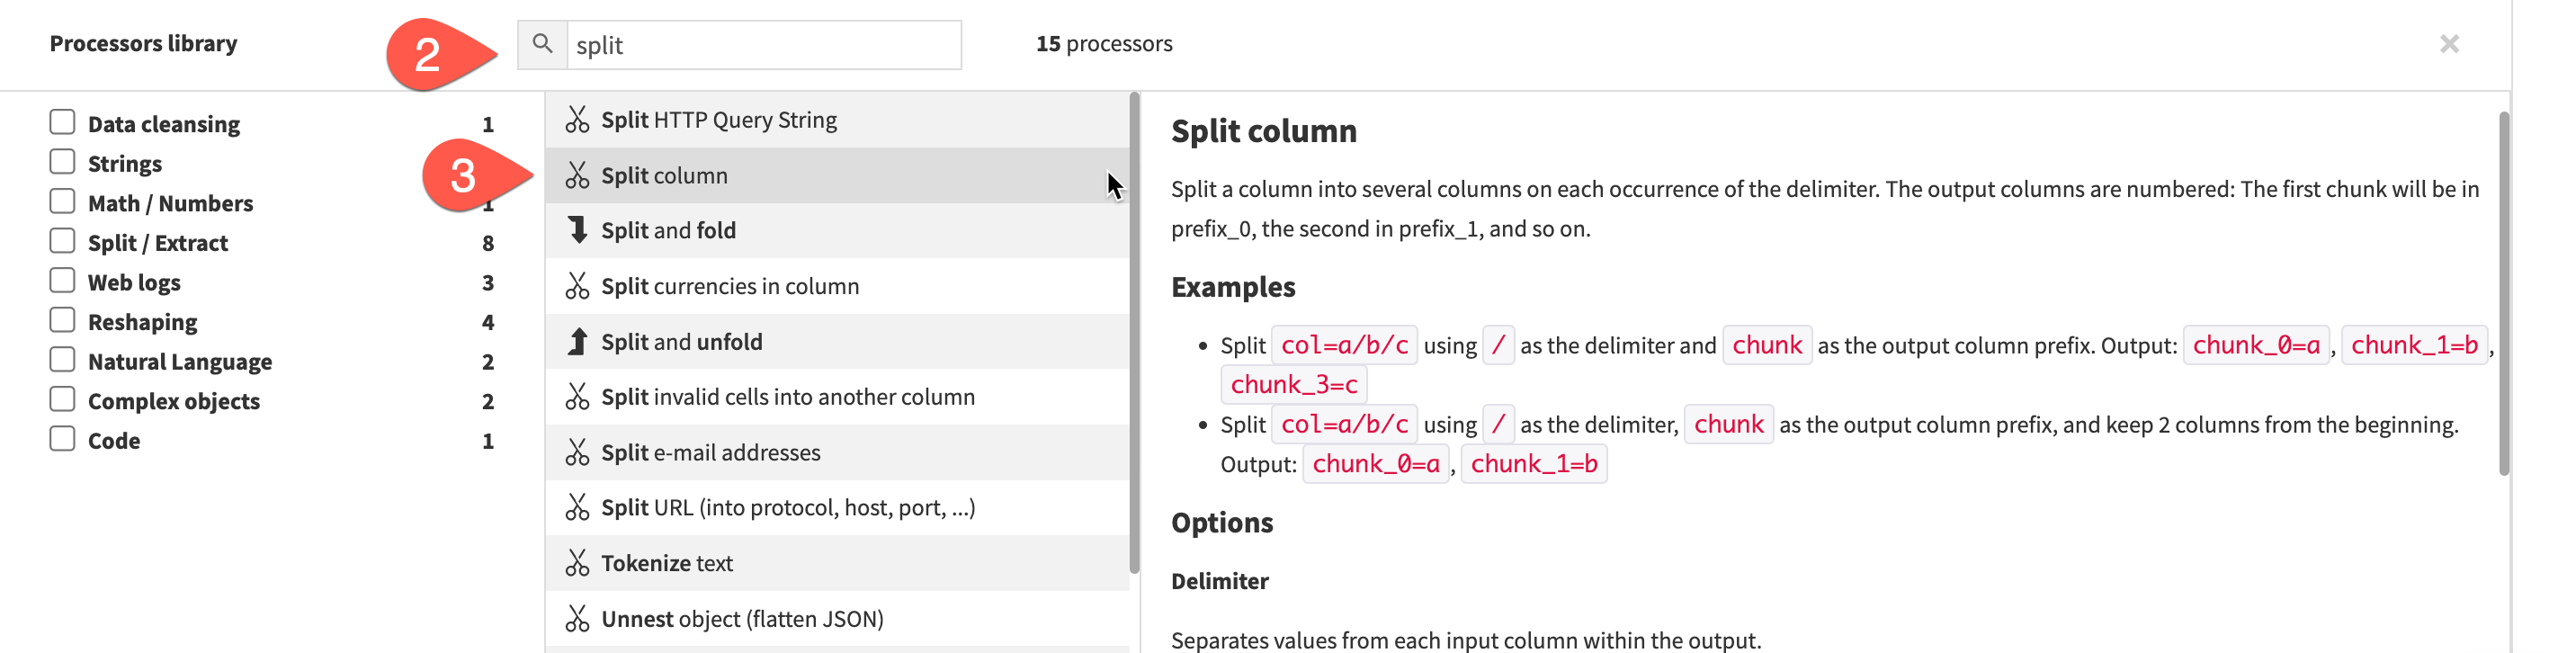 Processors library
2
split
15 processors
Data cleansing 1
Strings
Math / Numbers 1
Split / Extract 8
Web logs 3
Reshaping 4
Natural Language 2
Complex objects 2
Code 1
3
Split HTTP Query String
Split column
Split and fold
Split currencies in column
Split and unfold
Split invalid cells into another column
Split e-mail addresses
Split URL (into protocol, host, port, ...)
Tokenize text
Unnest object (flatten JSON)
Split column
Split a column into several columns on each occurrence of the delimiter. The output columns are numbered: The first chunk will be in
prefix_0, the second in prefix_1, and so on.
Examples
• Split col=a/b/c using / as the delimiter and chunk as the output column prefix. Output: chunk_0=a , chunk_1=b ,
chunk_3=c
• Split col=a/b/c using / as the delimiter, chunk as the output column prefix, and keep 2 columns from the beginning.
Output: chunk_0=a , chunk_1=b
Options
Delimiter
Separates values from each input column within the output.